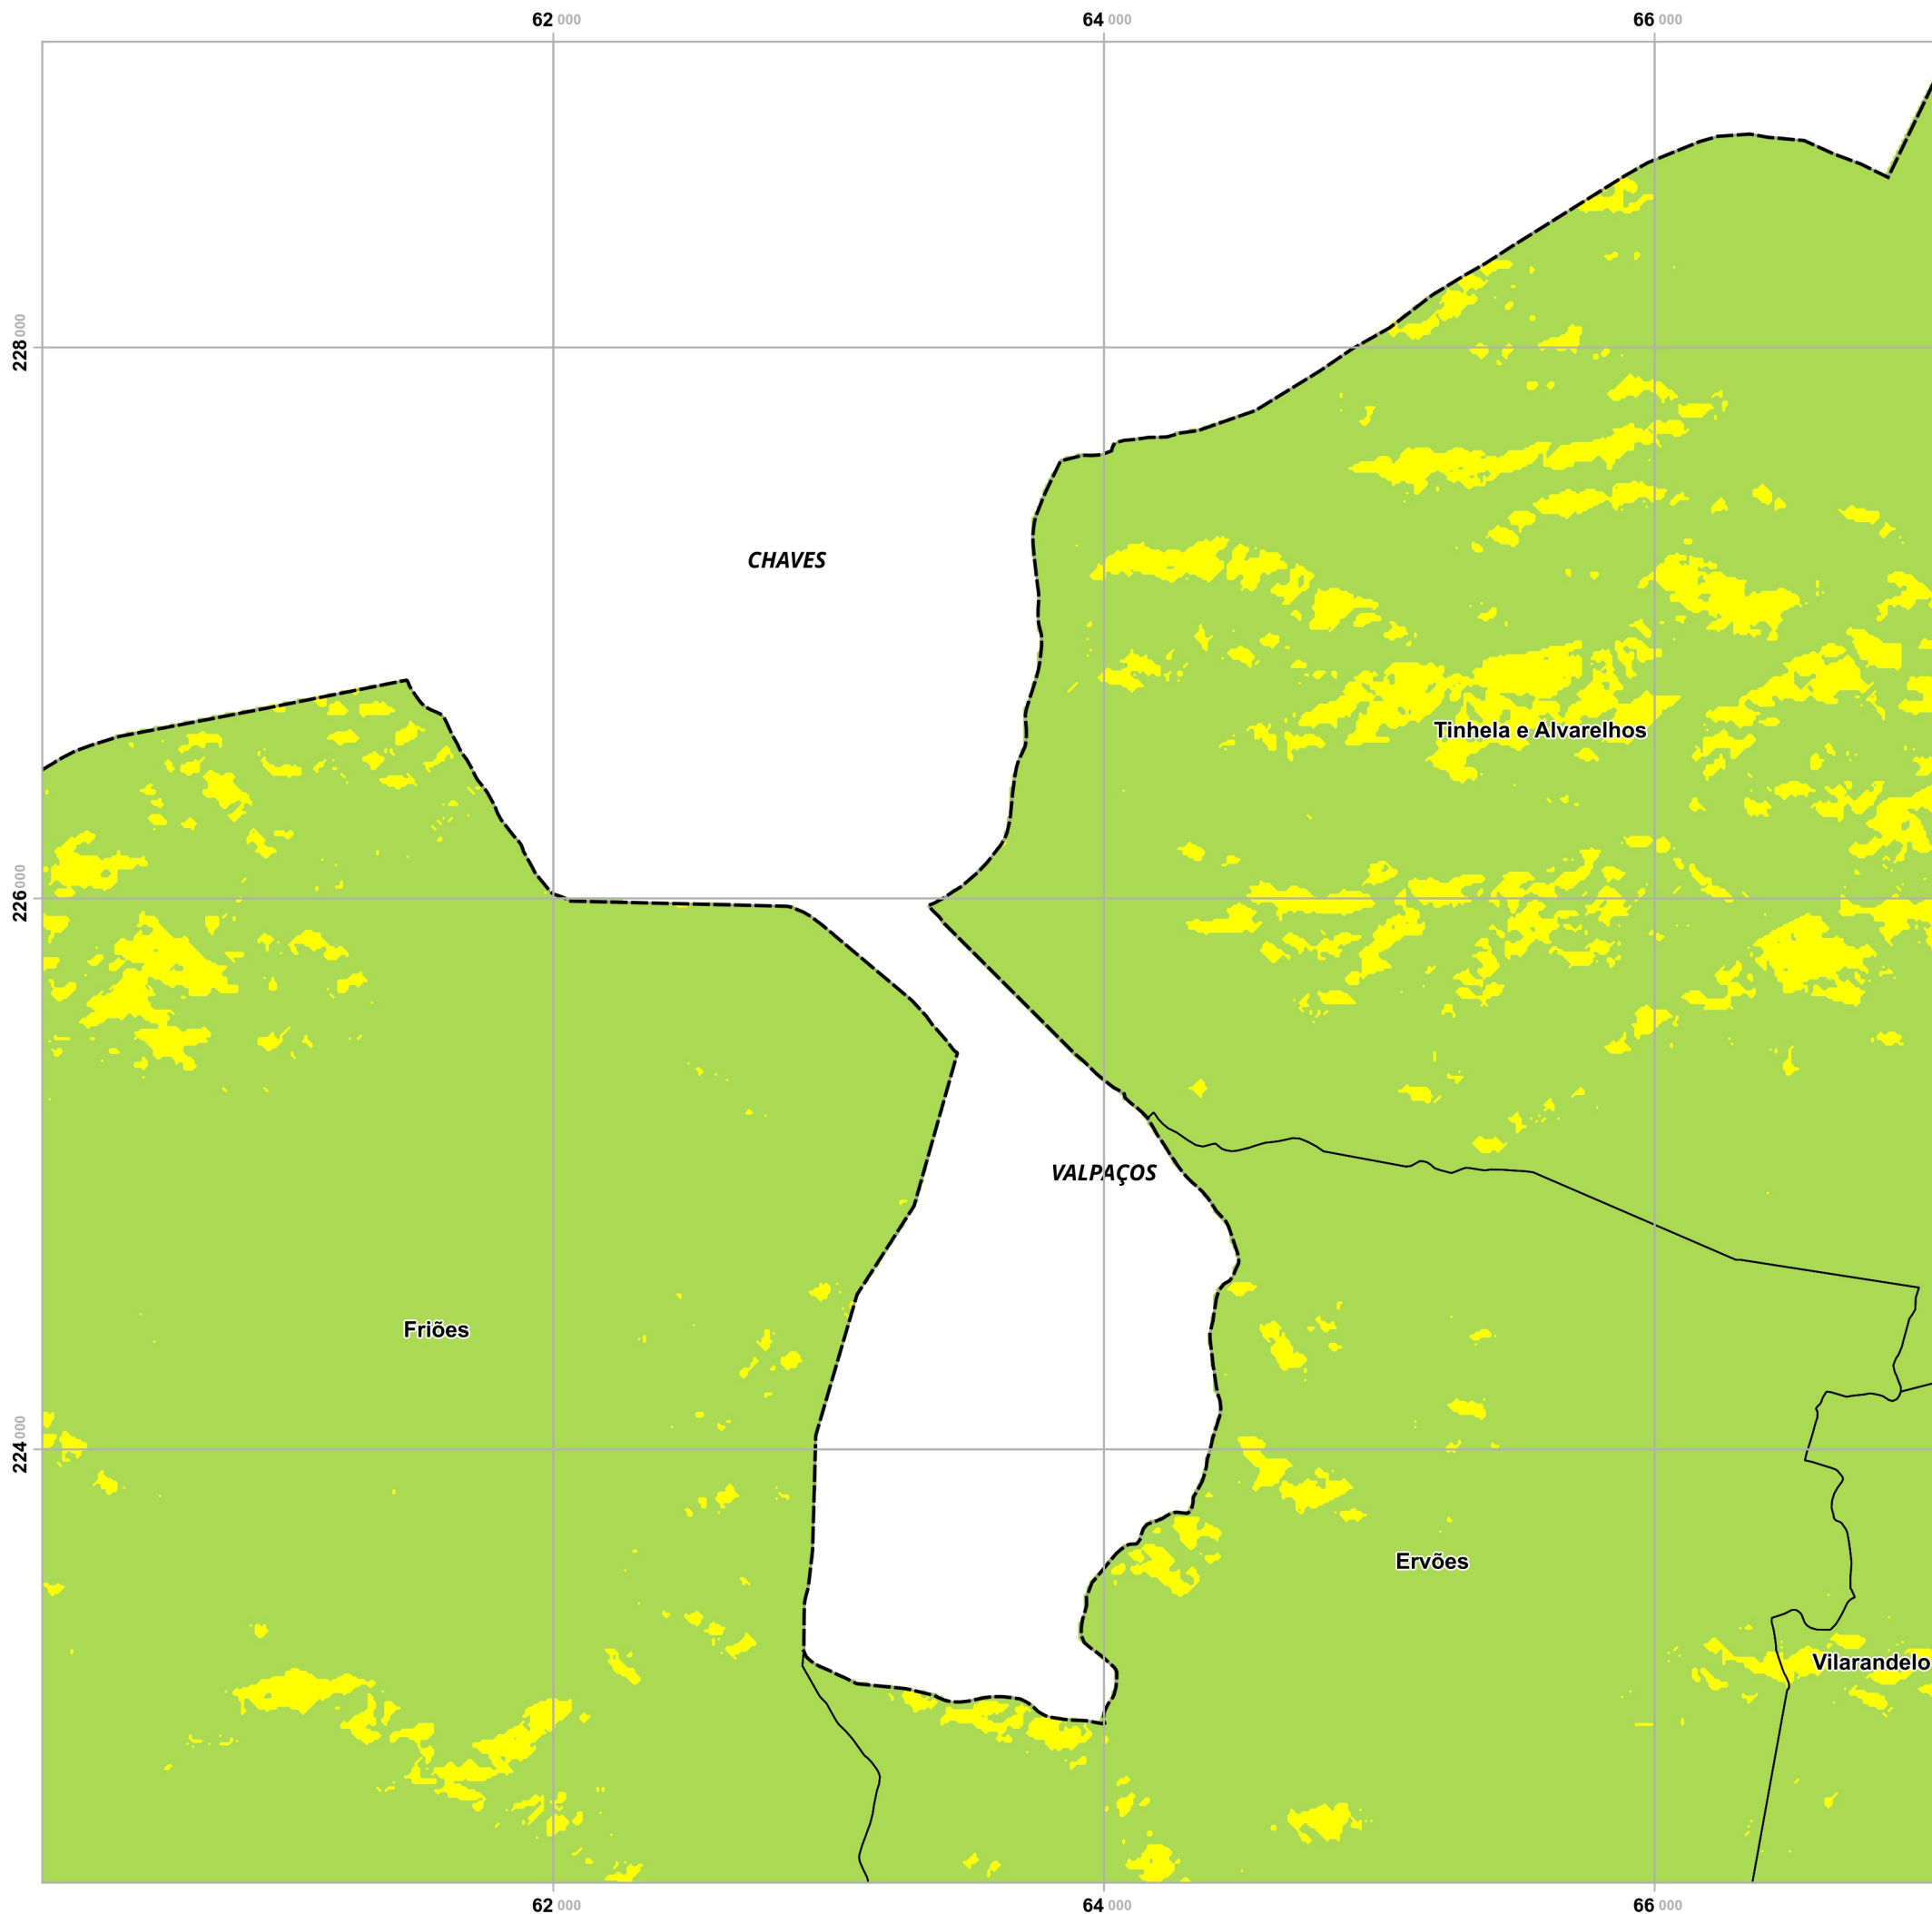 62 000
64 000
66 000
228 000
CHAVES
Tinhela e Alvarelhos
226 000
VALPAÇOS
Friões
224 000
Ervões
Vilarandelo
62 000
64 000
66 000